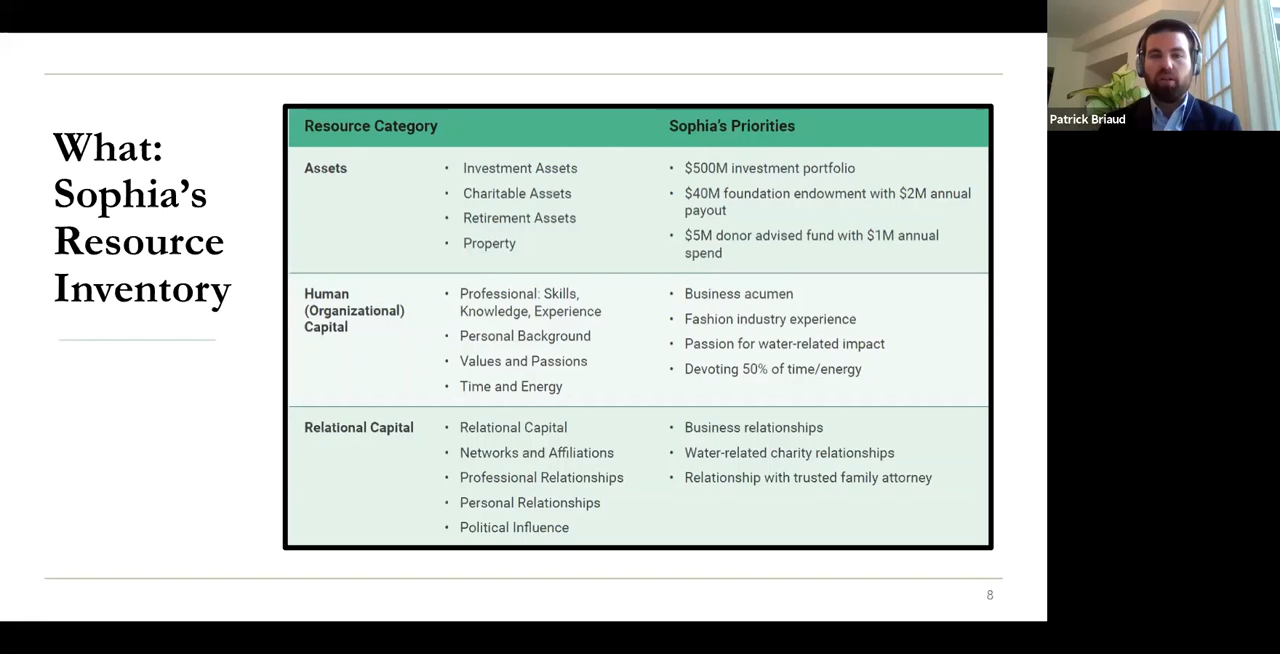 What:
Sophia's
Resource
Inventory
Resource Category
Sophia's Priorities
Assets
• Investment Assets
• Charitable Assets
• Retirement Assets
• Property
• $500M investment portfolio
• $40M foundation endowment with $2M annual
payout
• $5M donor advised fund with $1M annual
spend
Human
(Organizational)
Capital
• Professional: Skills,
Knowledge, Experience
• Personal Background
• Values and Passions
• Time and Energy
• Business acumen
• Fashion industry experience
• Passion for water-related impact
• Devoting 50% of time/energy
Relational Capital
• Relational Capital
• Networks and Affiliations
• Professional Relationships
• Personal Relationships
• Political Influence
• Business relationships
• Water-related charity relationships
• Relationship with trusted family attorney
8
Patrick Briaud